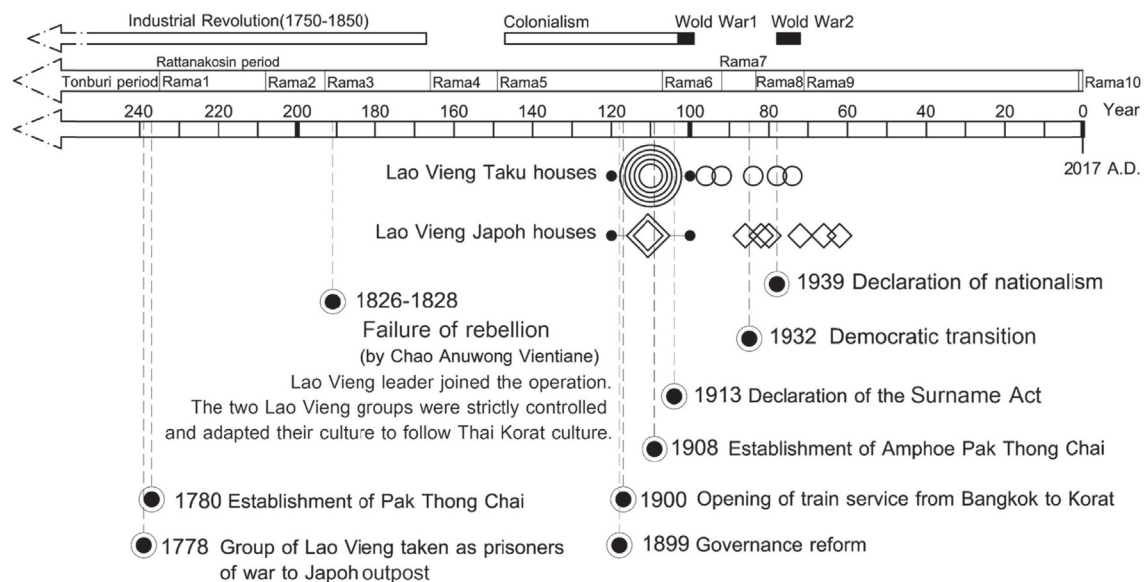 Industrial Revolution(1750-1850)
Colonialism
Wold War1
Wold War2
Rattanakosin period
Rama7
Tonburi period
Rama1
Rama2
Rama3
Rama4
Rama5
Rama6
Rama8
Rama9
Rama10
240 220 200 180 160 140 120 100 80 60 40 20 0 Year
2017 A.D.
Lao Vieng Taku houses
Lao Vieng Japoh houses
1939 Declaration of nationalism
1826-1828
Failure of rebellion
(by Chao Anuwong Vientiane)
Lao Vieng leader joined the operation.
The two Lao Vieng groups were strictly controlled
and adapted their culture to follow Thai Korat culture.
1932 Democratic transition
1913 Declaration of the Surname Act
1908 Establishment of Amphoe Pak Thong Chai
1780 Establishment of Pak Thong Chai
1900 Opening of train service from Bangkok to Korat
1778 Group of Lao Vieng taken as prisoners
of war to Japoh outpost
1899 Governance reform